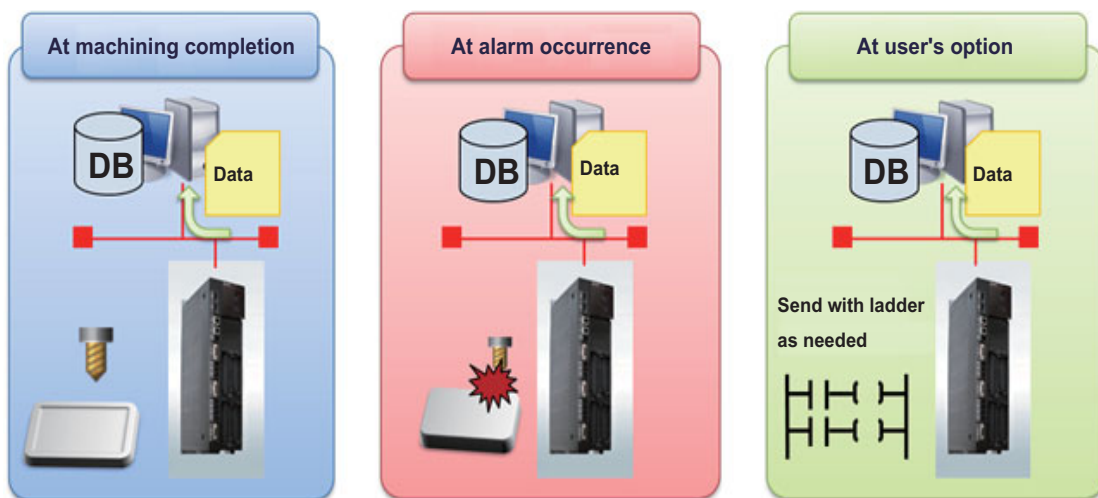 At machining completion
DB
Data
At alarm occurrence
DB
Data
At user's option
DB
Data
Send with ladder
as needed